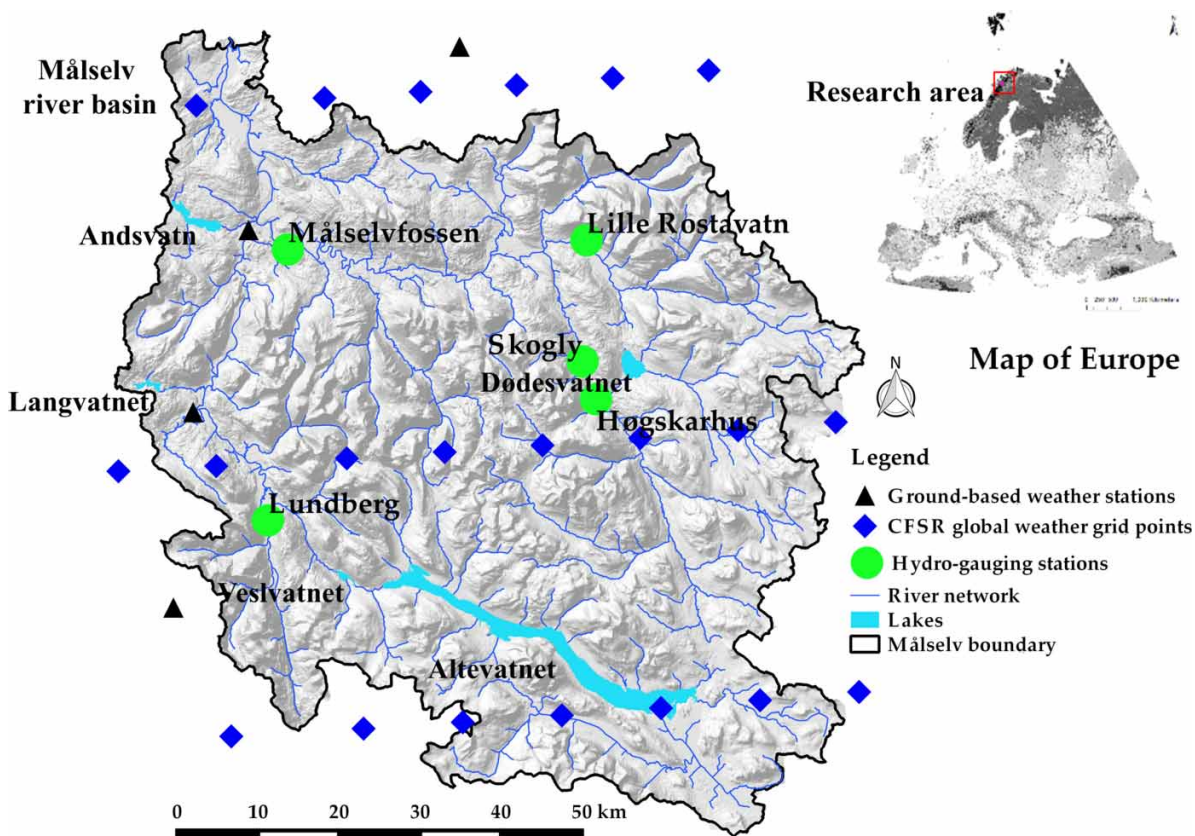 Målselv
river basin
Research area
Andsvatn
Målselvfossen
Lille Rostavatn
Map of Europe
Skogly
Dødesvatnet
Langvatnet
Høgskarhus
N
Lundberg
Veslvatnet
Altevatnet
Legend
Ground-based weather stations
CFSR global weather grid points
Hydro-gauging stations
River network
Lakes
Målselv boundary
0 10 20 30 40 50 km